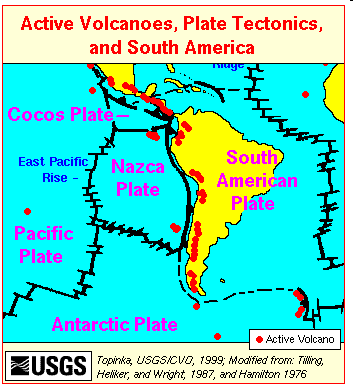 Active Volcanoes, Plate Tectonics,
and South America
Ridge
Cocos Plate
East Pacific
Rise
Nazca
Plate
South
American
Plate
Pacific
Plate
Antarctic Plate
Active Volcano
USGS
Topinka, USGS/CVO, 1999; Modified from: Tilling,
Heliker, and Wright, 1987, and Hamilton 1976